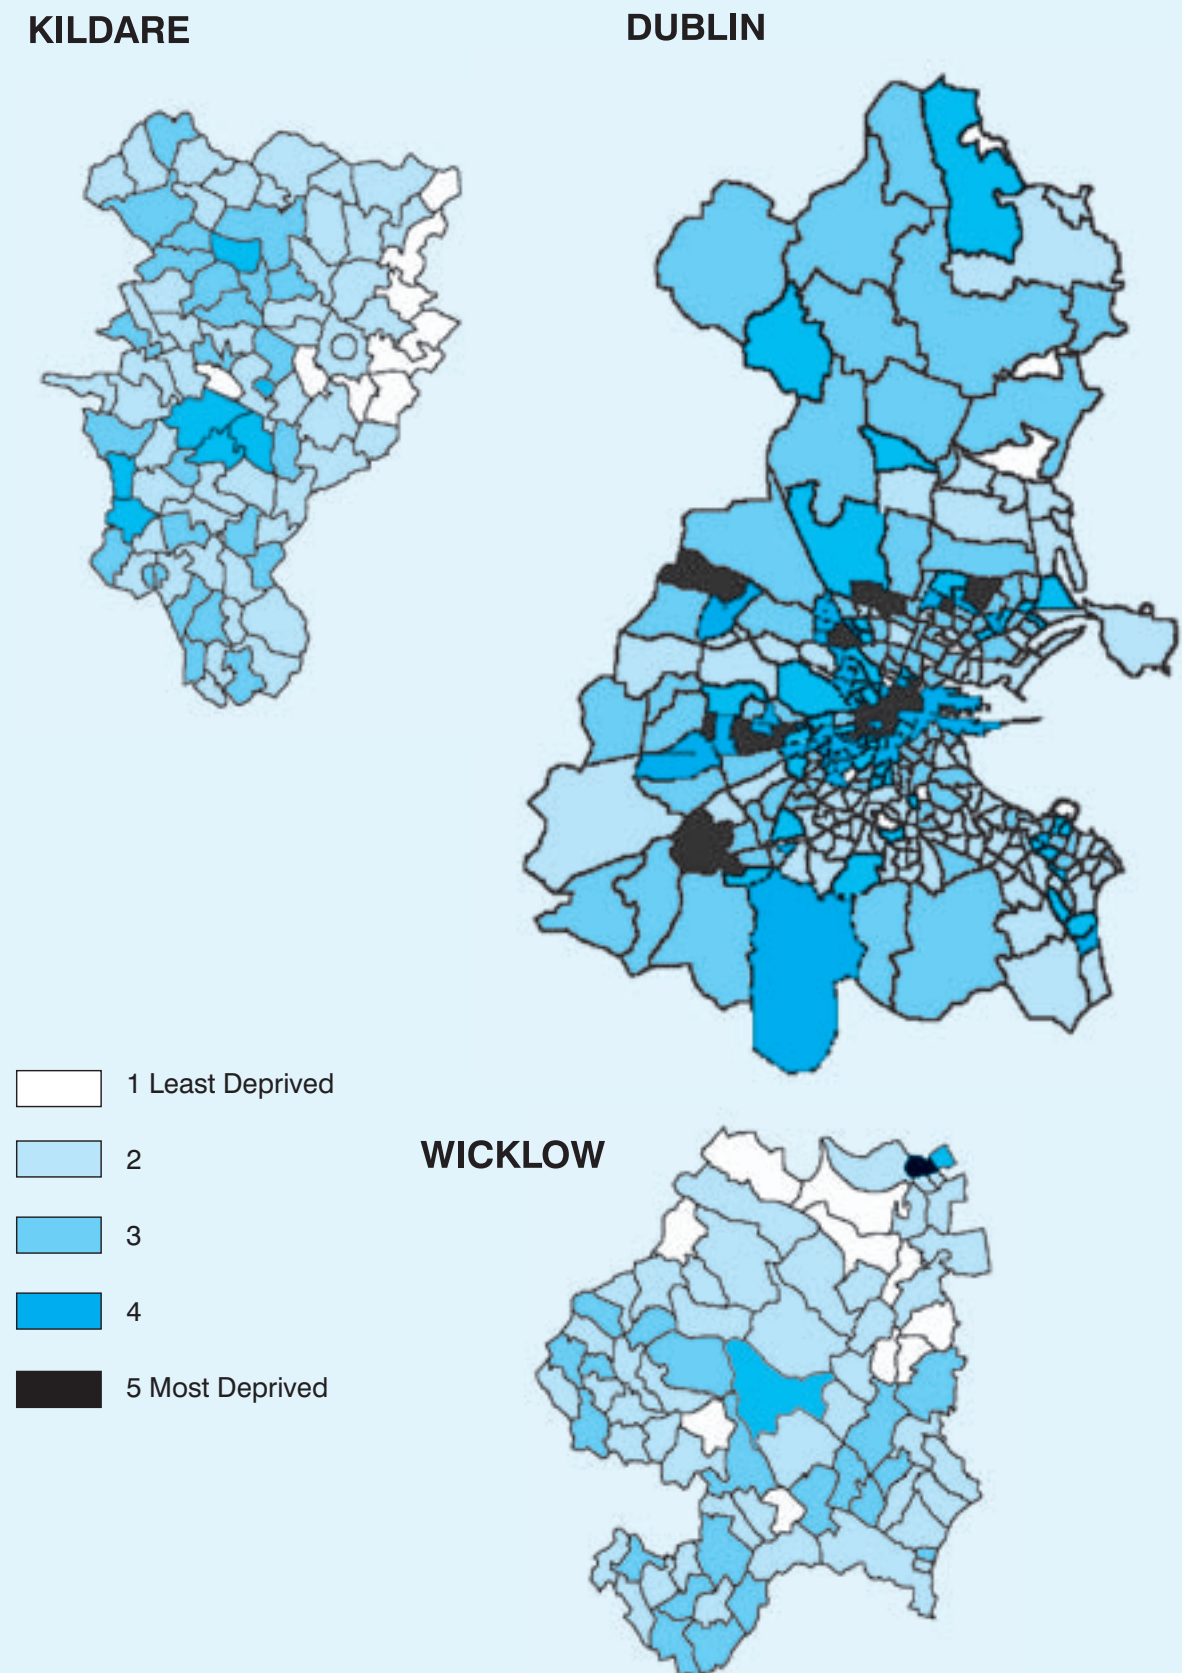 KILDARE
DUBLIN
1 Least Deprived
2
3
4
5 Most Deprived
WICKLOW